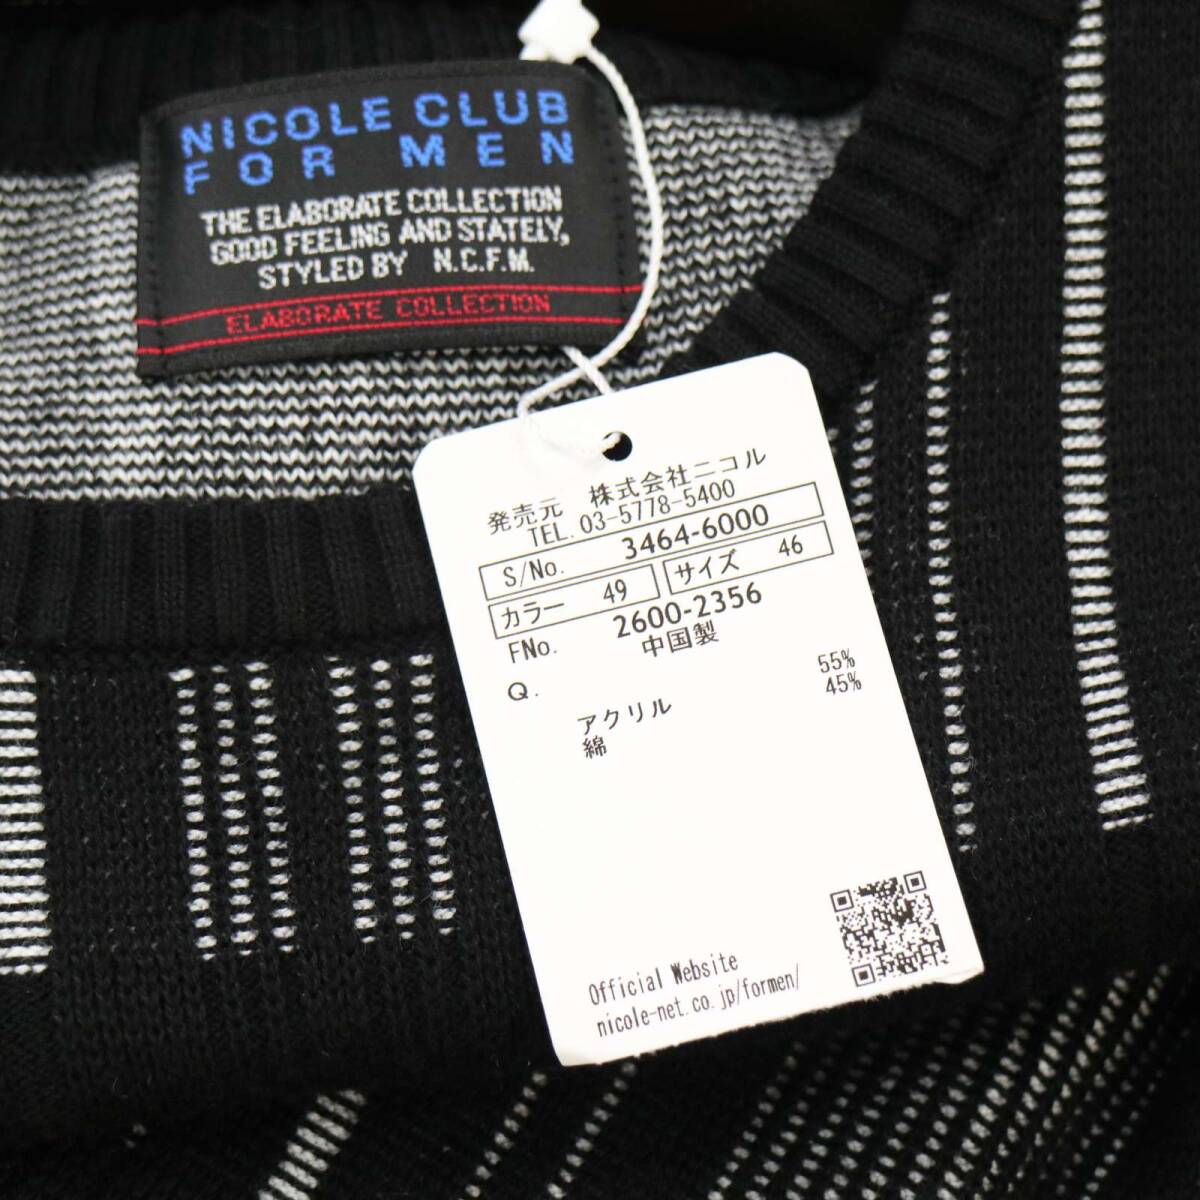 NICOLE CLUB
FOR MEN
THE ELABORATE COLLECTION
GOOD FEELING AND STATELY,
STYLED BY N.C.F.M.
ELABORATE COLLECTION
発売元 株式会社ニコル
TEL. 03-5778-5400
S/No. 3464-6000
カラー 49 サイズ 46
FNo. 2600-2356
中国製
Q.
アクリル 55%
綿 45%
Official Website
nicole-net.co.jp/formen/